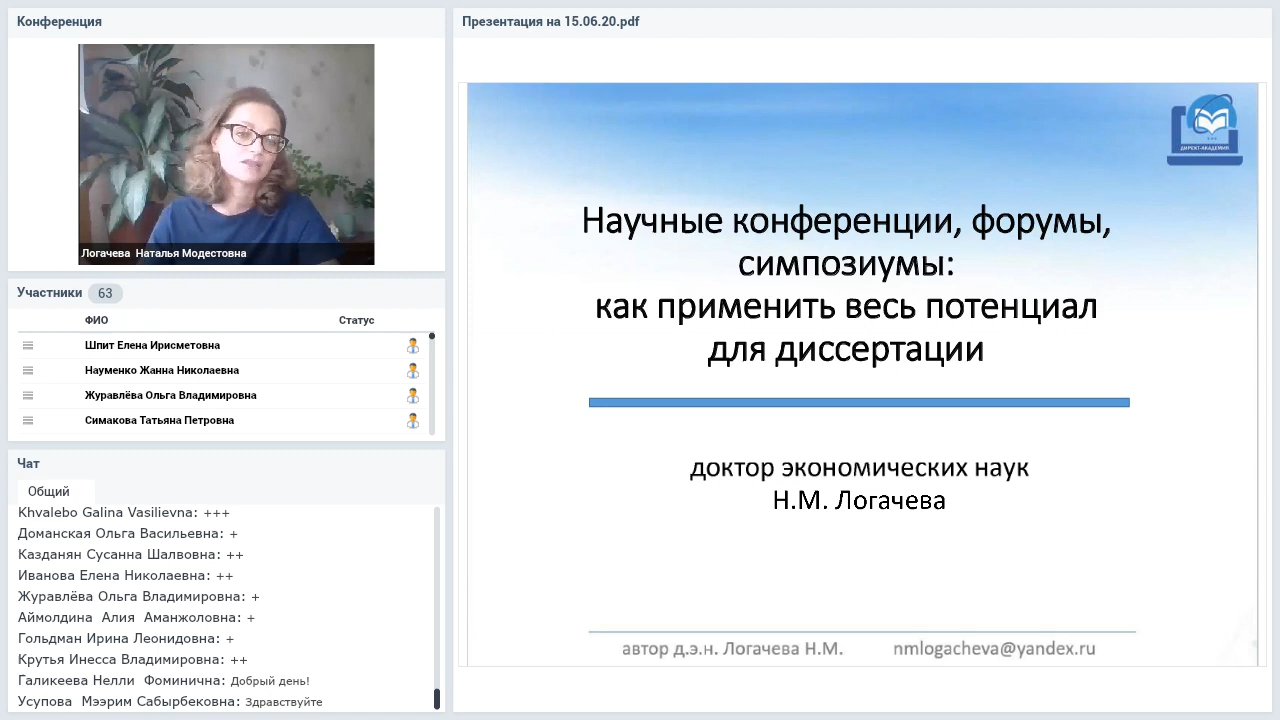 Конференция
Логачева Наталья Модестовна
Участники 63
ФИО Статус
Шпит Елена Ирисметовна
Науменко Жанна Николаевна
Журавлёва Ольга Владимировна
Симакова Татьяна Петровна
Чат
Общий
Khvalebo Galina Vasilievna: +++
Доманская Ольга Васильевна: +
Казданян Сусанна Шалвовна: ++
Иванова Елена Николаевна: ++
Журавлёва Ольга Владимировна: +
Аймолдина Алия Аманжоловна: +
Гольдман Ирина Леонидовна: +
Крутья Инесса Владимировна: ++
Галикеева Нелли Фоминична: Добрый день!
Усупова Мээрим Сабырбековна: Здравствуйте
Презентация на 15.06.20.pdf
ДИРЕКТ-АКАДЕМИЯ
Научные конференции, форумы,
симпозиумы:
как применить весь потенциал
для диссертации
доктор экономических наук
Н.М. Логачева
автор д.э.н. Логачева Н.М. nmlogacheva@yandex.ru